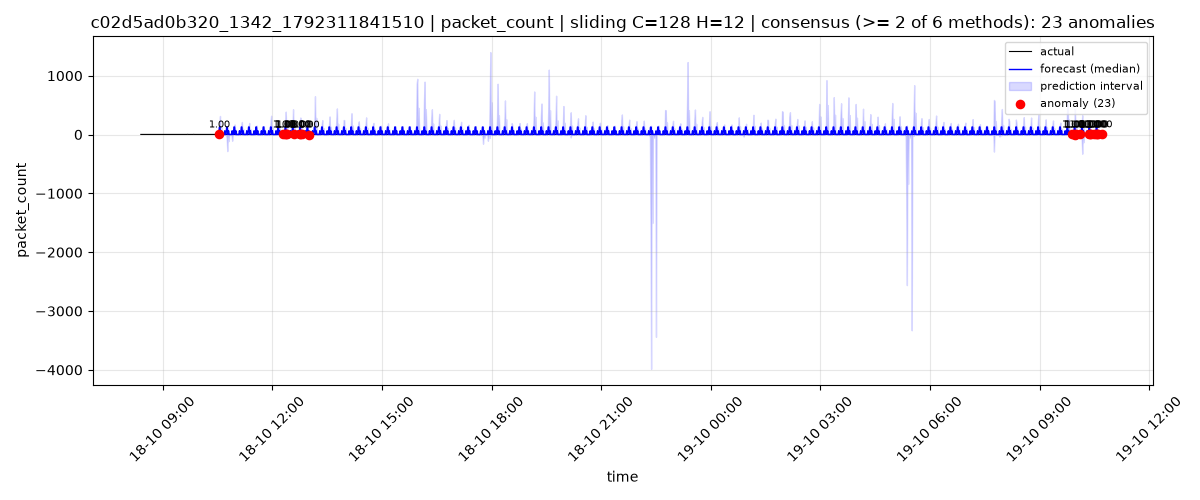 c02d5ad0b320_1342_1792311841510 | packet_count | sliding C=128 H=12 | consensus (>= 2 of 6 methods): 23 anomalies
actual
forecast (median)
prediction interval
anomaly (23)
1.00
packet_count
1000
0
−1000
−2000
−3000
−4000
18-10 09:00
18-10 12:00
18-10 15:00
18-10 18:00
18-10 21:00
19-10 00:00
19-10 03:00
19-10 06:00
19-10 09:00
19-10 12:00
time